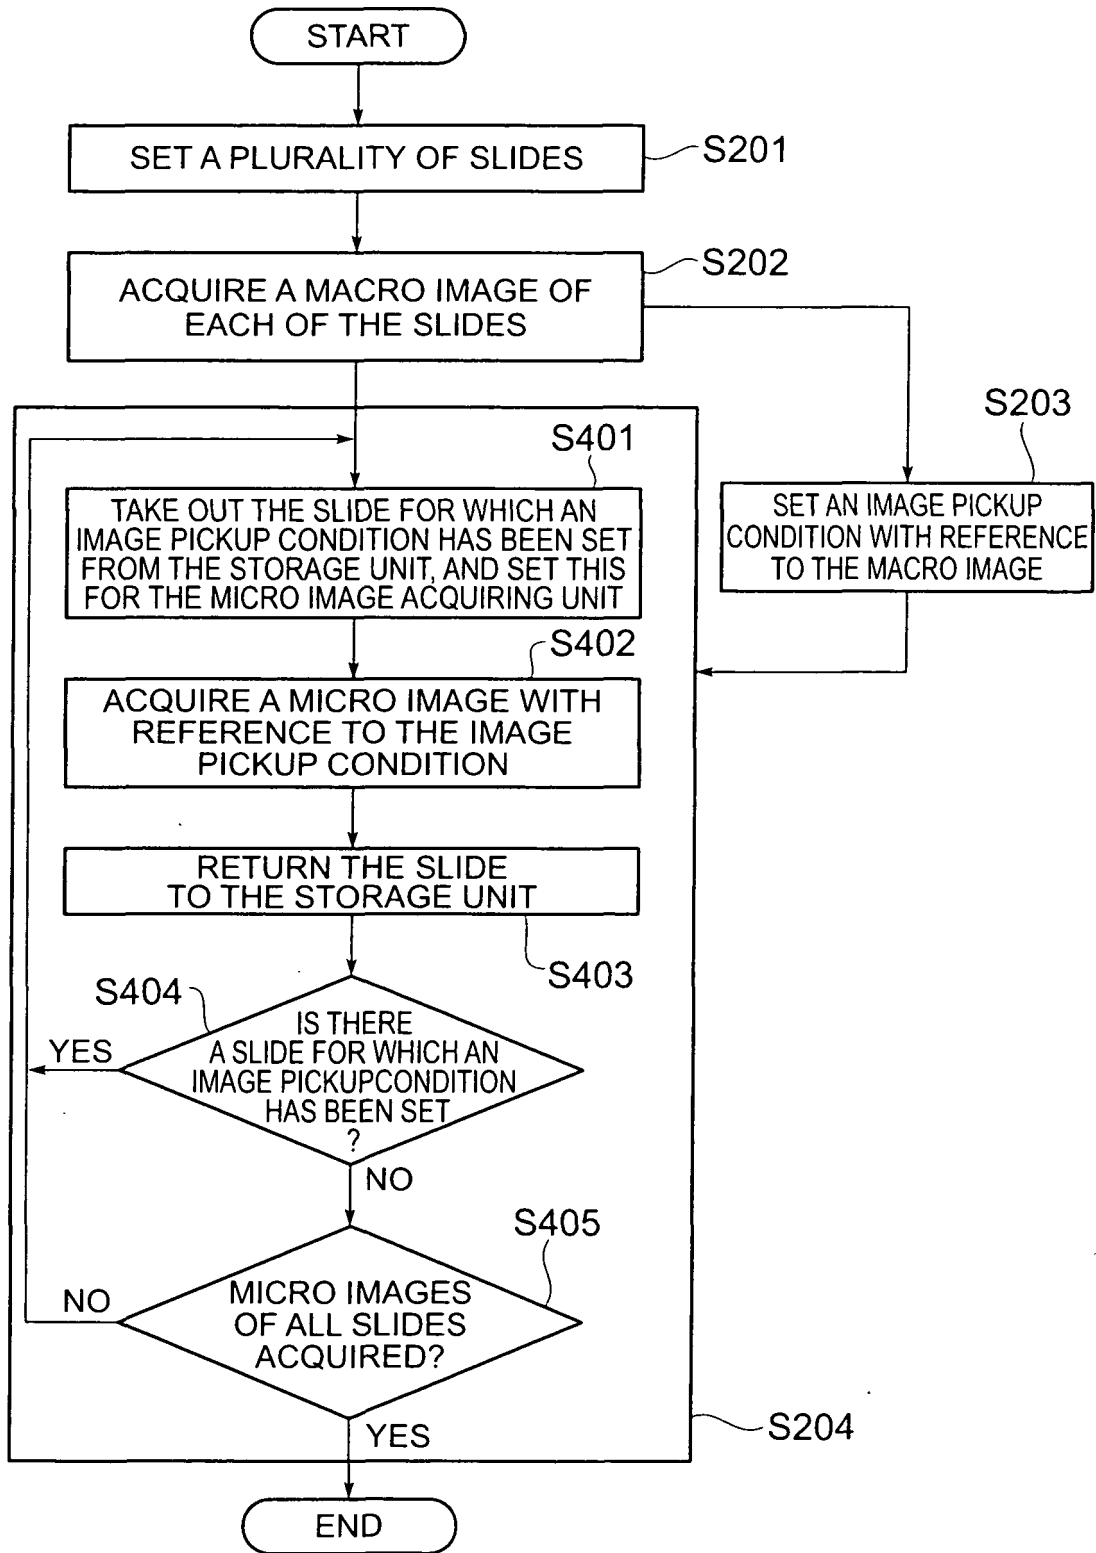 START
SET A PLURALITY OF SLIDES
S201
S202
ACQUIRE A MACRO IMAGE OF
EACH OF THE SLIDES
S203
SET AN IMAGE PICKUP
CONDITION WITH REFERENCE
TO THE MACRO IMAGE
S401
TAKE OUT THE SLIDE FOR WHICH AN
IMAGE PICKUP CONDITION HAS BEEN SET
FROM THE STORAGE UNIT, AND SET THIS
FOR THE MICRO IMAGE ACQUIRING UNIT
S402
ACQUIRE A MICRO IMAGE WITH
REFERENCE TO THE IMAGE
PICKUP CONDITION
RETURN THE SLIDE
TO THE STORAGE UNIT
S403
S404
IS THERE
A SLIDE FOR WHICH AN
IMAGE PICKUPCONDITION
HAS BEEN SET
?
YES
NO
S405
MICRO IMAGES
OF ALL SLIDES
ACQUIRED?
NO
YES
S204
END